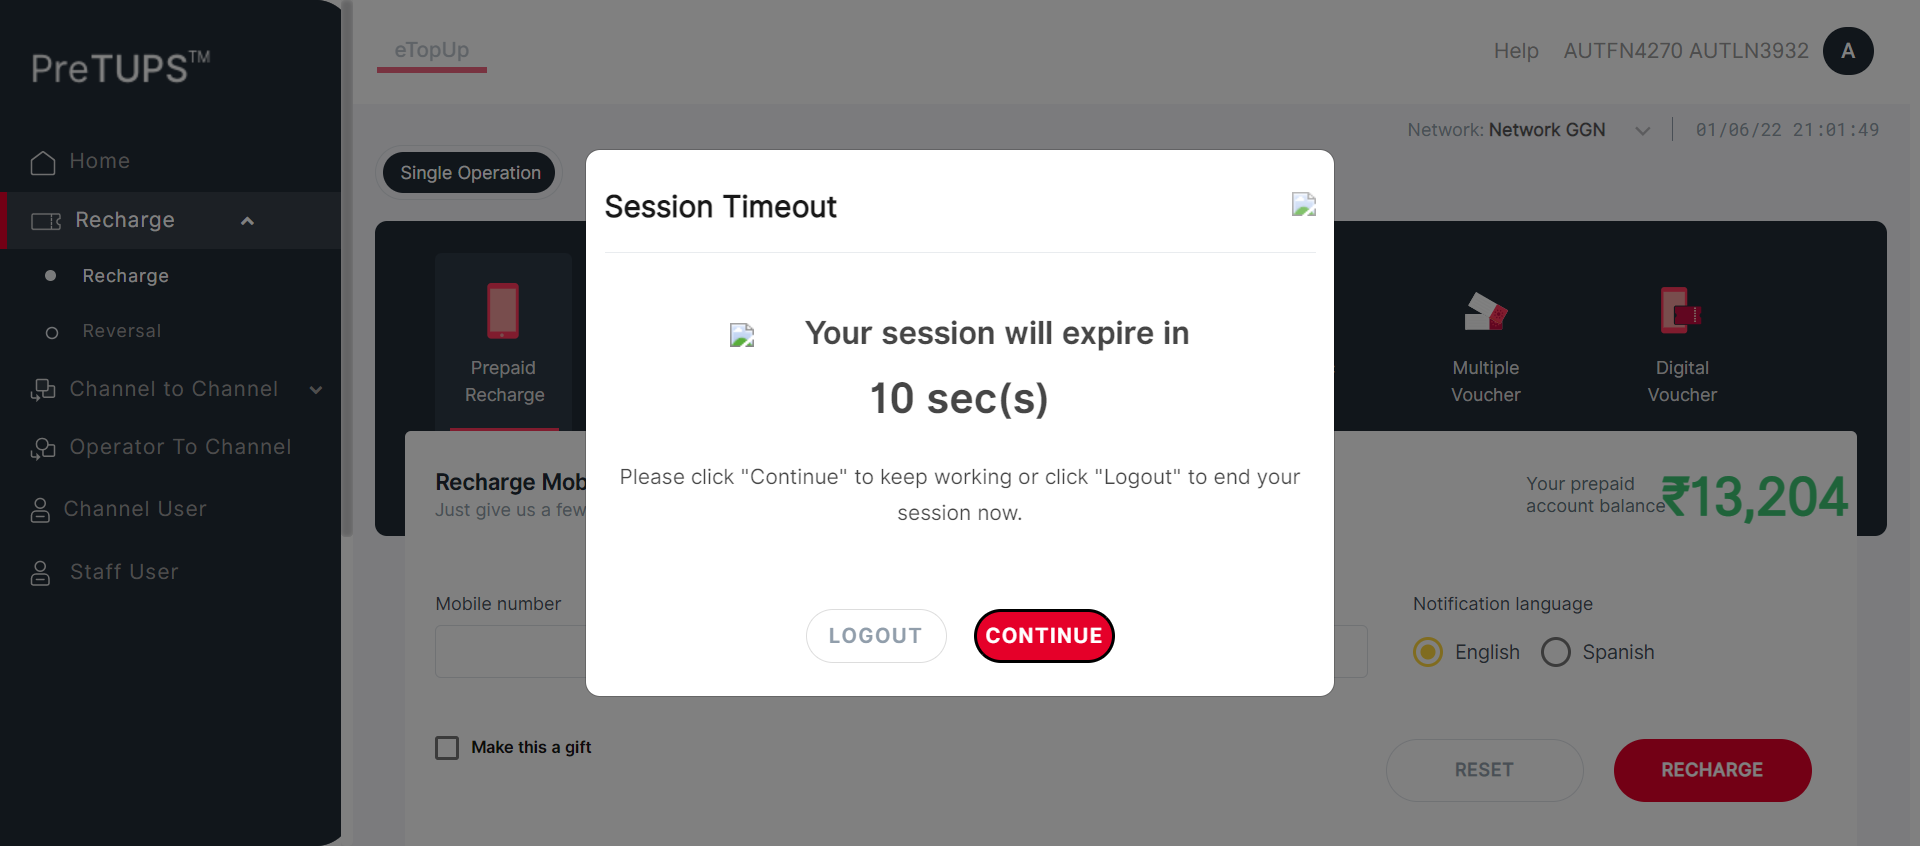 PreTUPS™
eTopUp
Help
AUTFN4270 AUTLN3932
A
Home
Recharge
Recharge
Reversal
Channel to Channel
Operator To Channel
Channel User
Staff User
Network: Network GGN
01/06/22 21:01:49
Single Operation
Prepaid
Recharge
Multiple
Voucher
Digital
Voucher
Session Timeout
Your session will expire in
10 sec(s)
Please click "Continue" to keep working or click "Logout" to end your
session now.
LOGOUT
CONTINUE
Recharge Mob
Just give us a few
Your prepaid
account balance
₹13,204
Mobile number
Notification language
English
Spanish
Make this a gift
RESET
RECHARGE